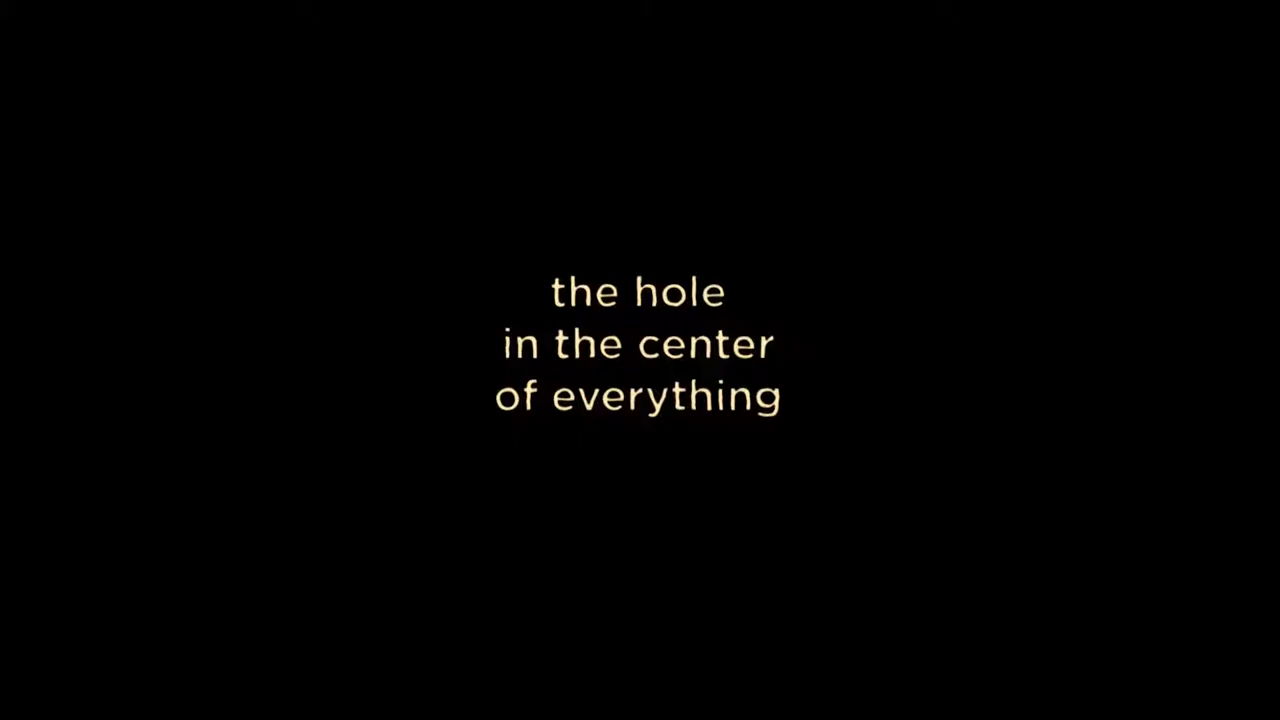 the hole
in the center
of everything